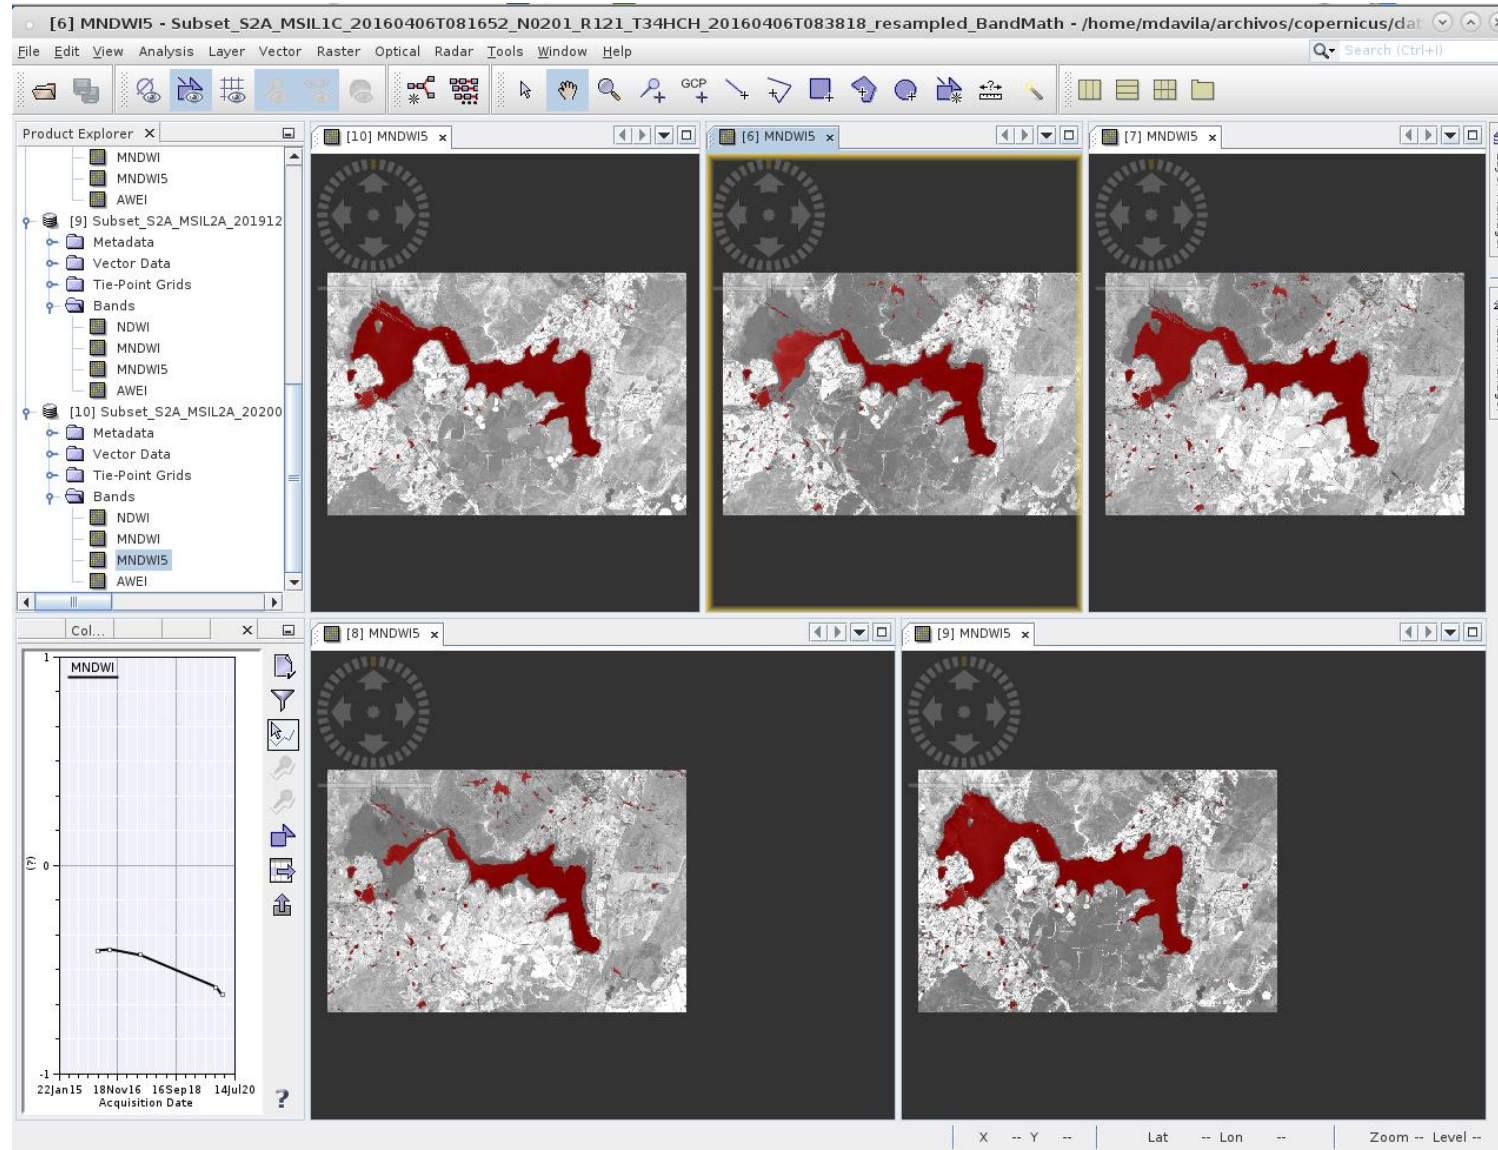 [6] MNDWI5 - Subset_S2A_MSIL1C_20160406T081652_N0201_R121_T34HCH_20160406T083818_resampled_BandMath - /home/mdavila/archivos/copernicus/dat
File Edit View Analysis Layer Vector Raster Optical Radar Tools Window Help
Search (Ctrl+I)
GCP
Product Explorer
MNDWI
MNDWI5
AWEI
[9] Subset_S2A_MSIL2A_201912
Metadata
Vector Data
Tie-Point Grids
Bands
NDWI
MNDWI
MNDWI5
AWEI
[10] Subset_S2A_MSIL2A_20200
Metadata
Vector Data
Tie-Point Grids
Bands
NDWI
MNDWI
MNDWI5
AWEI
[10] MNDWI5
[6] MNDWI5
[7] MNDWI5
Col...
MNDWI
1
(?) 0
-1
22Jan15 18Nov16 16Sep18 14Jul20
Acquisition Date
?
[8] MNDWI5
[9] MNDWI5
X -- Y -- Lat -- Lon -- Zoom -- Level --